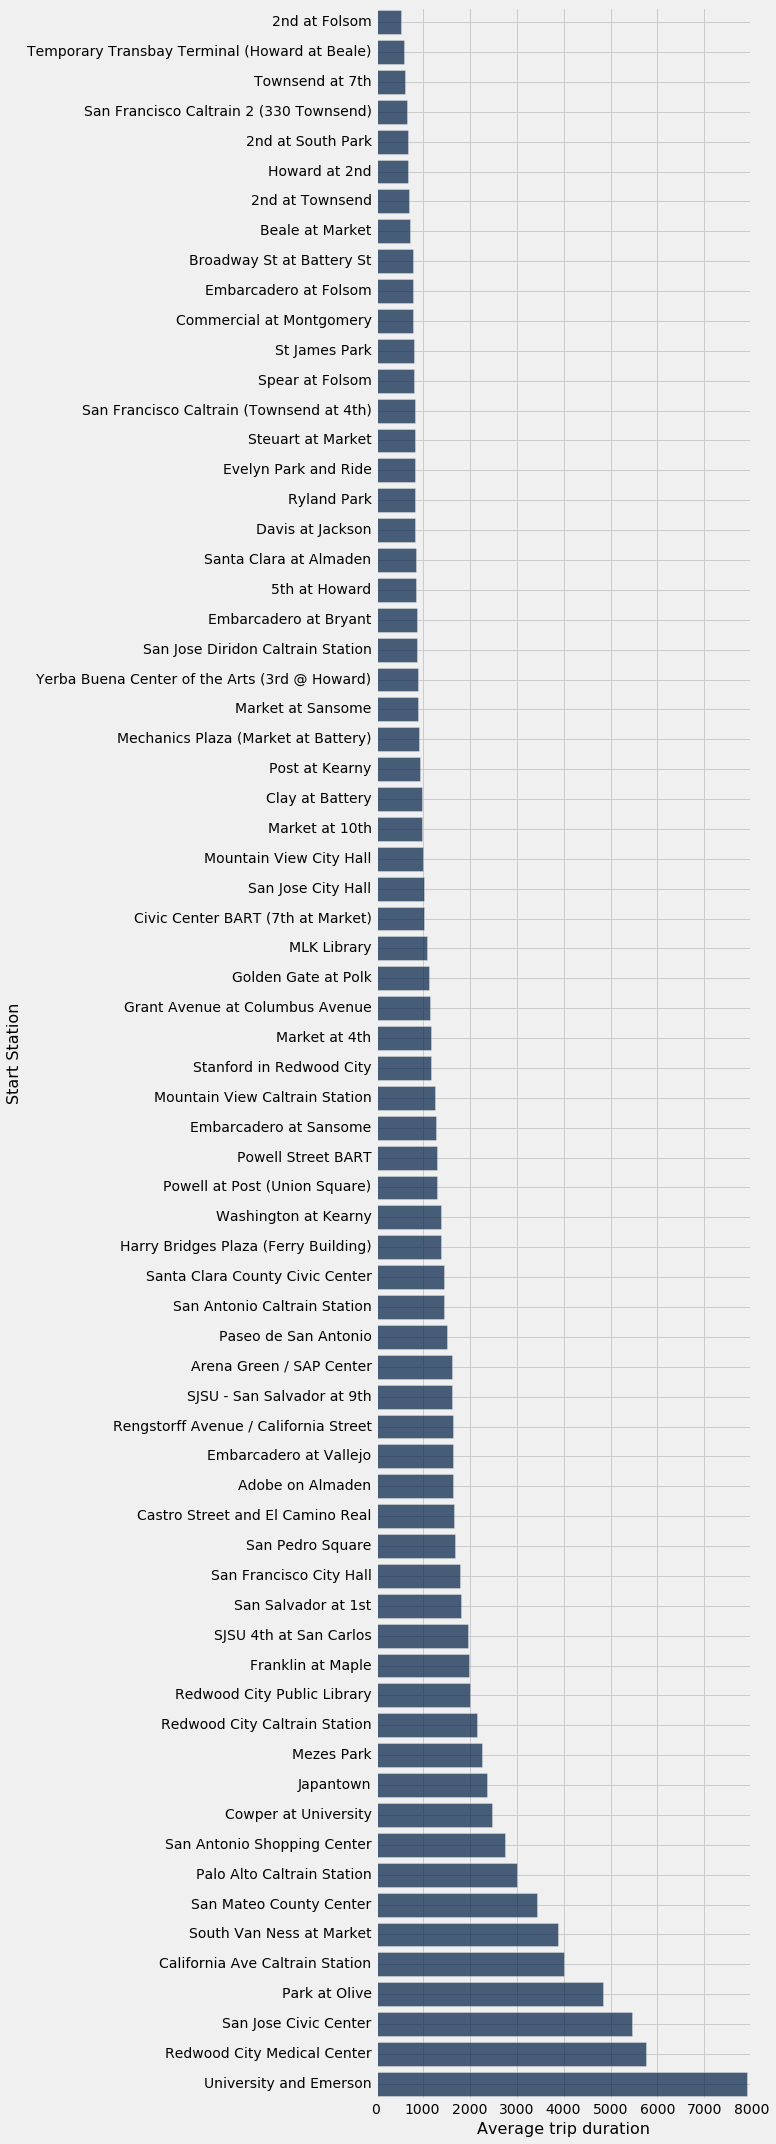 2nd at Folsom
Temporary Transbay Terminal (Howard at Beale)
Townsend at 7th
San Francisco Caltrain 2 (330 Townsend)
2nd at South Park
Howard at 2nd
2nd at Townsend
Beale at Market
Broadway St at Battery St
Embarcadero at Folsom
Commercial at Montgomery
St James Park
Spear at Folsom
San Francisco Caltrain (Townsend at 4th)
Steuart at Market
Evelyn Park and Ride
Ryland Park
Davis at Jackson
Santa Clara at Almaden
5th at Howard
Embarcadero at Bryant
San Jose Diridon Caltrain Station
Yerba Buena Center of the Arts (3rd @ Howard)
Market at Sansome
Mechanics Plaza (Market at Battery)
Post at Kearny
Clay at Battery
Market at 10th
Mountain View City Hall
San Jose City Hall
Civic Center BART (7th at Market)
MLK Library
Golden Gate at Polk
Grant Avenue at Columbus Avenue
Market at 4th
Stanford in Redwood City
Mountain View Caltrain Station
Embarcadero at Sansome
Powell Street BART
Powell at Post (Union Square)
Washington at Kearny
Harry Bridges Plaza (Ferry Building)
Santa Clara County Civic Center
San Antonio Caltrain Station
Paseo de San Antonio
Arena Green / SAP Center
SJSU - San Salvador at 9th
Rengstorff Avenue / California Street
Embarcadero at Vallejo
Adobe on Almaden
Castro Street and El Camino Real
San Pedro Square
San Francisco City Hall
San Salvador at 1st
SJSU 4th at San Carlos
Franklin at Maple
Redwood City Public Library
Redwood City Caltrain Station
Mezes Park
Japantown
Cowper at University
San Antonio Shopping Center
Palo Alto Caltrain Station
San Mateo County Center
South Van Ness at Market
California Ave Caltrain Station
Park at Olive
San Jose Civic Center
Redwood City Medical Center
University and Emerson
Start Station
0 1000 2000 3000 4000 5000 6000 7000 8000
Average trip duration